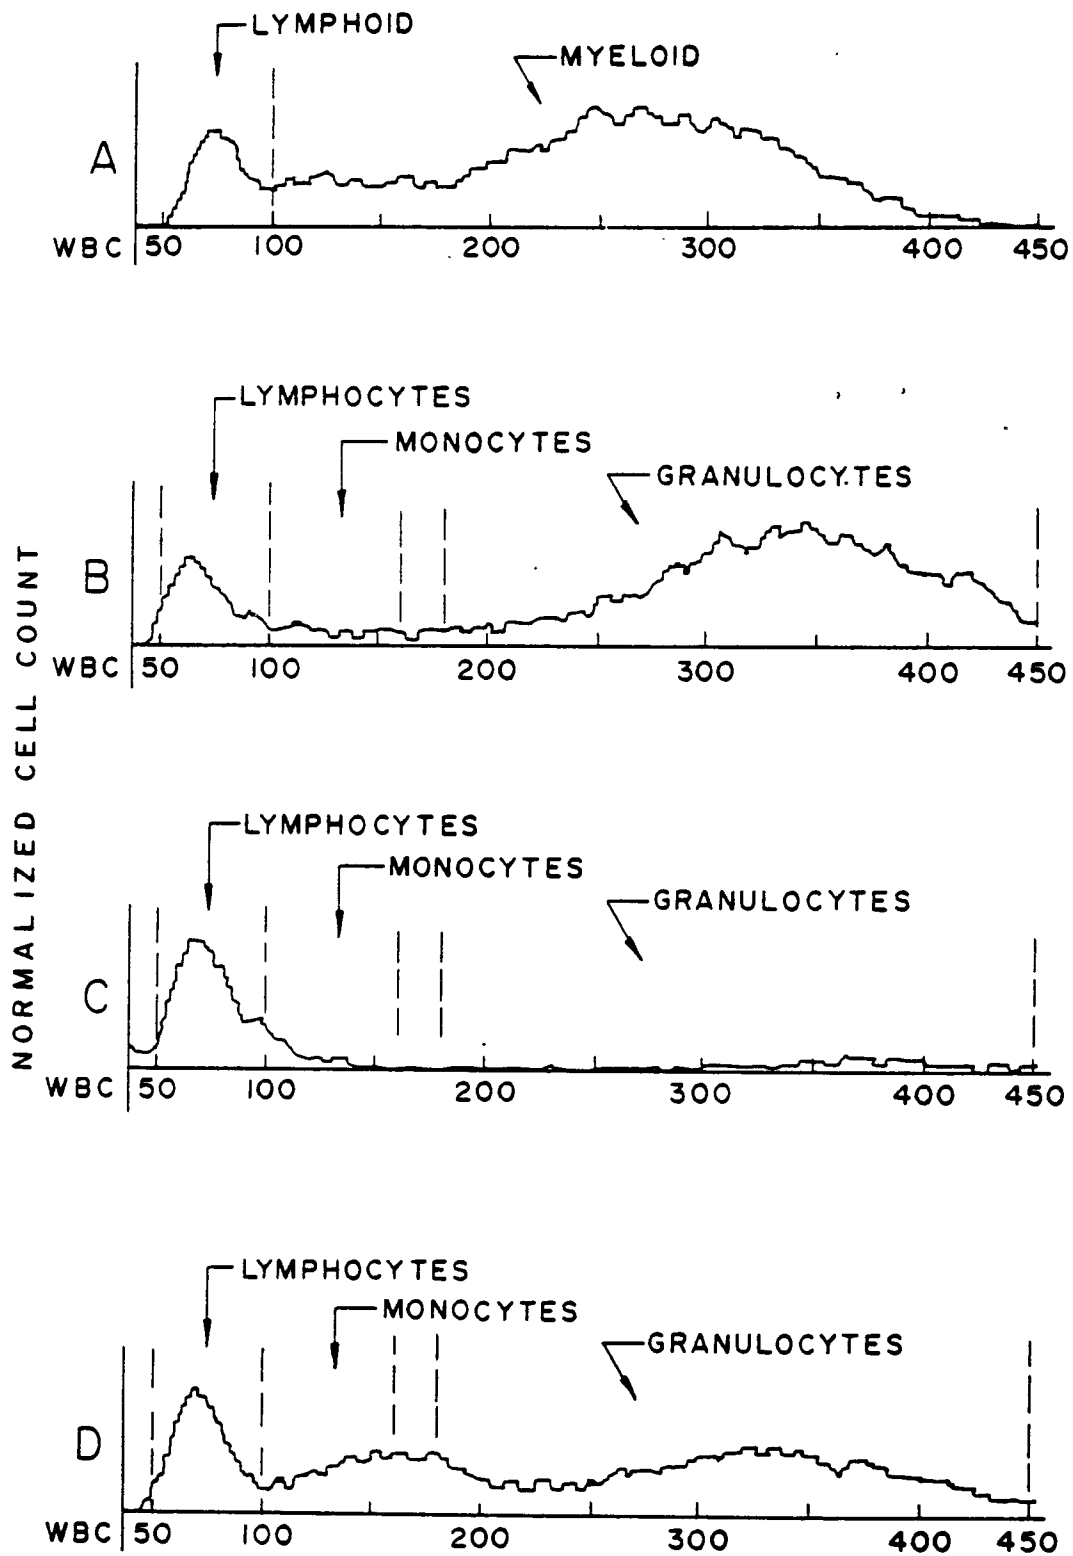 NORMALIZED CELL COUNT
LYMPHOID
MYELOID
A
WBC 50 100 200 300 400 450
LYMPHOCYTES
MONOCYTES
GRANULOCYTES
B
WBC 50 100 200 300 400 450
LYMPHOCYTES
MONOCYTES
GRANULOCYTES
C
WBC 50 100 200 300 400 450
LYMPHOCYTES
MONOCYTES
GRANULOCYTES
D
WBC 50 100 200 300 400 450